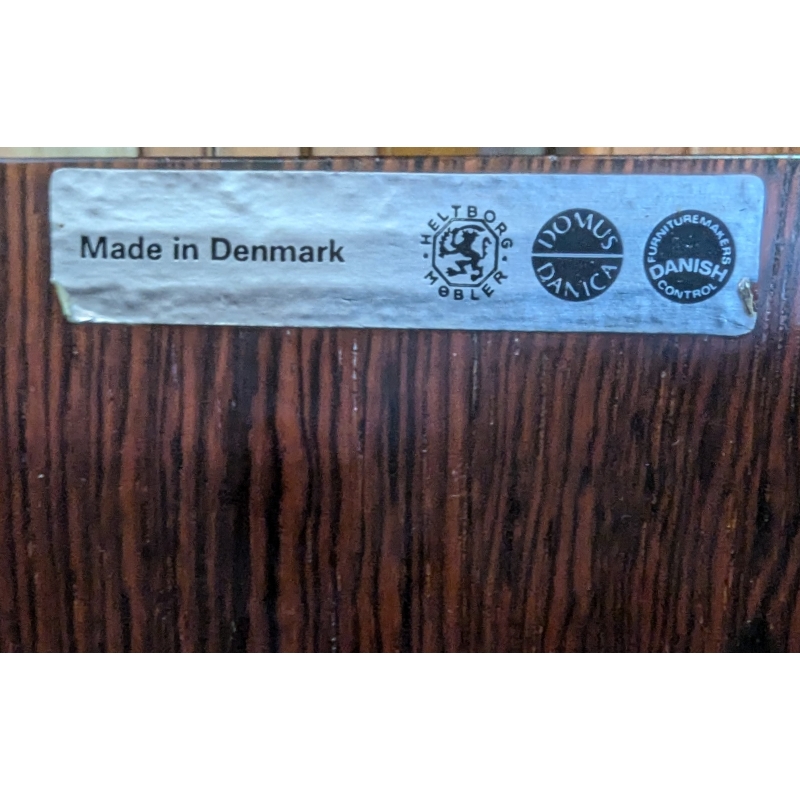 Made in Denmark
HELTBORG
MØBLER
DOMUS
DANICA
FURNITUREMAKERS
DANISH
CONTROL